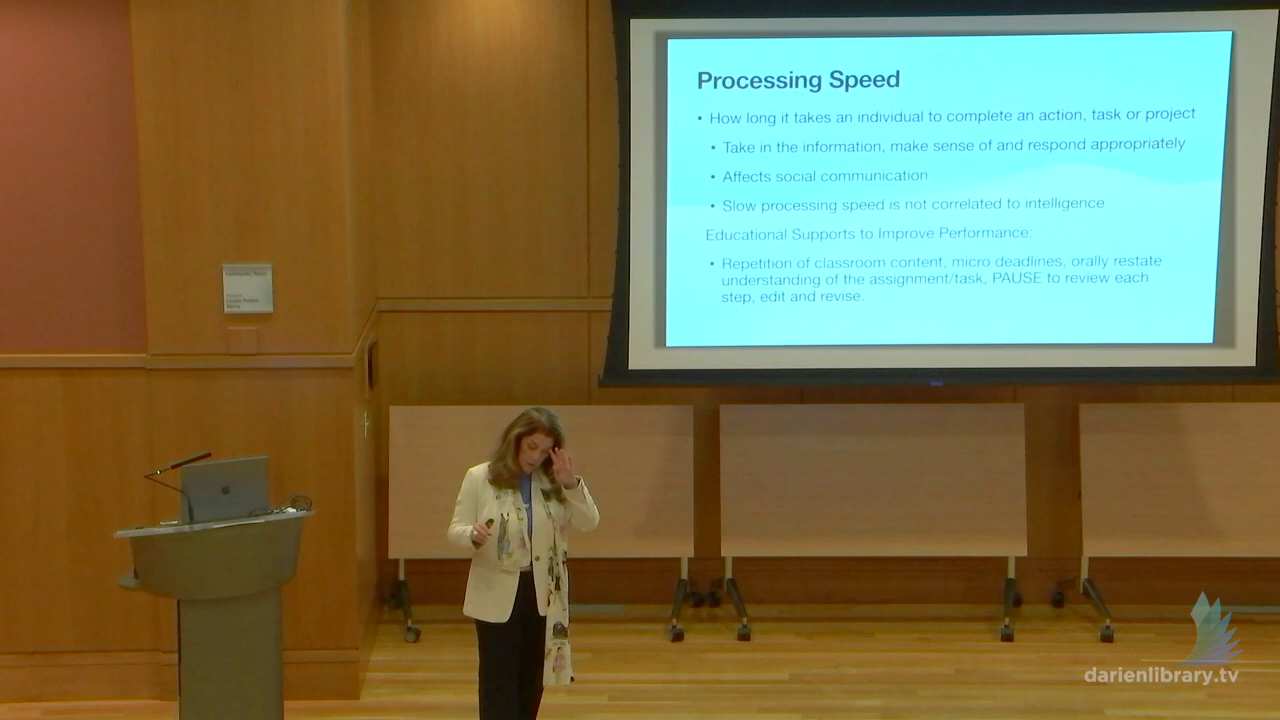 Processing Speed
• How long it takes an individual to complete an action, task or project
• Take in the information, make sense of and respond appropriately
• Affects social communication
• Slow processing speed is not correlated to intelligence
Educational Supports to Improve Performance:
• Repetition of classroom content, micro deadlines, orally restate
understanding of the assignment/task, PAUSE to review each
step, edit and revise.
Community Room
darienlibrary.tv